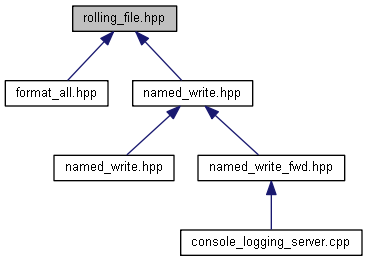 rolling_file.hpp
format_all.hpp
named_write.hpp
named_write.hpp
named_write_fwd.hpp
console_logging_server.cpp